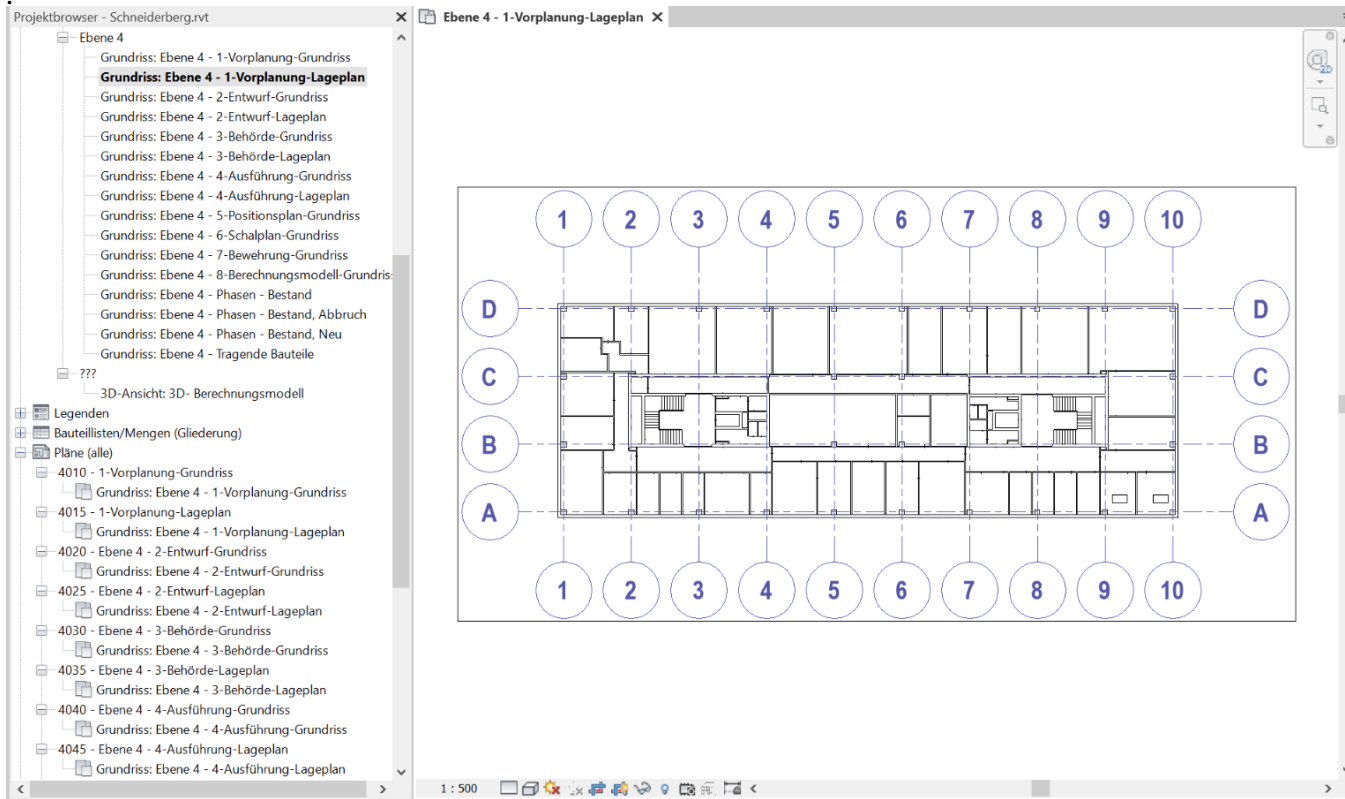 Projektbrowser - Schneiderberg.rvt
Ebene 4
Grundriss: Ebene 4 - 1-Vorplanung-Grundriss
Grundriss: Ebene 4 - 1-Vorplanung-Lageplan
Grundriss: Ebene 4 - 2-Entwurf-Grundriss
Grundriss: Ebene 4 - 2-Entwurf-Lageplan
Grundriss: Ebene 4 - 3-Behörde-Grundriss
Grundriss: Ebene 4 - 3-Behörde-Lageplan
Grundriss: Ebene 4 - 4-Ausführung-Grundriss
Grundriss: Ebene 4 - 4-Ausführung-Lageplan
Grundriss: Ebene 4 - 5-Positionsplan-Grundriss
Grundriss: Ebene 4 - 6-Schalplan-Grundriss
Grundriss: Ebene 4 - 7-Bewehrung-Grundriss
Grundriss: Ebene 4 - 8-Berechnungsmodell-Grundris
Grundriss: Ebene 4 - Phasen - Bestand
Grundriss: Ebene 4 - Phasen - Bestand, Abbruch
Grundriss: Ebene 4 - Phasen - Bestand, Neu
Grundriss: Ebene 4 - Tragende Bauteile
???
3D-Ansicht: 3D- Berechnungsmodell
Legenden
Bauteillisten/Mengen (Gliederung)
Pläne (alle)
4010 - 1-Vorplanung-Grundriss
Grundriss: Ebene 4 - 1-Vorplanung-Grundriss
4015 - 1-Vorplanung-Lageplan
Grundriss: Ebene 4 - 1-Vorplanung-Lageplan
4020 - Ebene 4 - 2-Entwurf-Grundriss
Grundriss: Ebene 4 - 2-Entwurf-Grundriss
4025 - Ebene 4 - 2-Entwurf-Lageplan
Grundriss: Ebene 4 - 2-Entwurf-Lageplan
4030 - Ebene 4 - 3-Behörde-Grundriss
Grundriss: Ebene 4 - 3-Behörde-Grundriss
4035 - Ebene 4 - 3-Behörde-Lageplan
Grundriss: Ebene 4 - 3-Behörde-Lageplan
4040 - Ebene 4 - 4-Ausführung-Grundriss
Grundriss: Ebene 4 - 4-Ausführung-Grundriss
4045 - Ebene 4 - 4-Ausführung-Lageplan
Grundriss: Ebene 4 - 4-Ausführung-Lageplan
Ebene 4 - 1-Vorplanung-Lageplan
2D
1 2 3 4 5 6 7 8 9 10
D D
C C
B B
A A
1 2 3 4 5 6 7 8 9 10
1 : 500